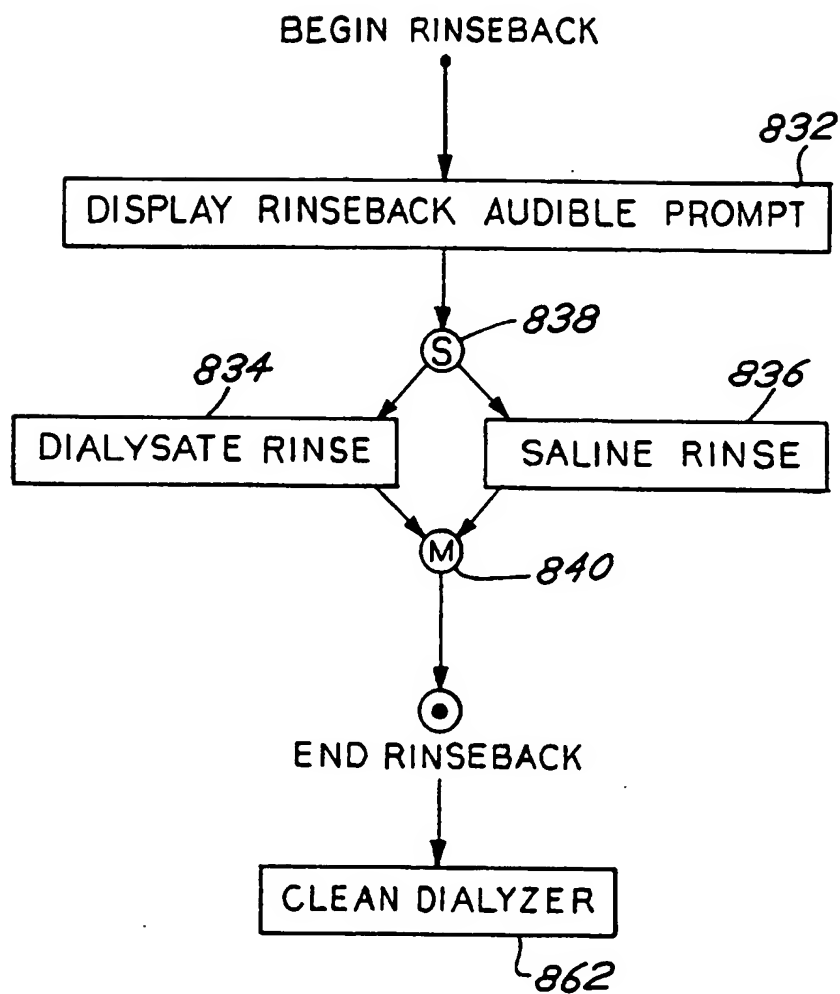 BEGIN RINSEBACK
832
DISPLAY RINSEBACK AUDIBLE PROMPT
838
S
834
836
DIALYSATE RINSE
SALINE RINSE
M
840
END RINSEBACK
CLEAN DIALYZER
862